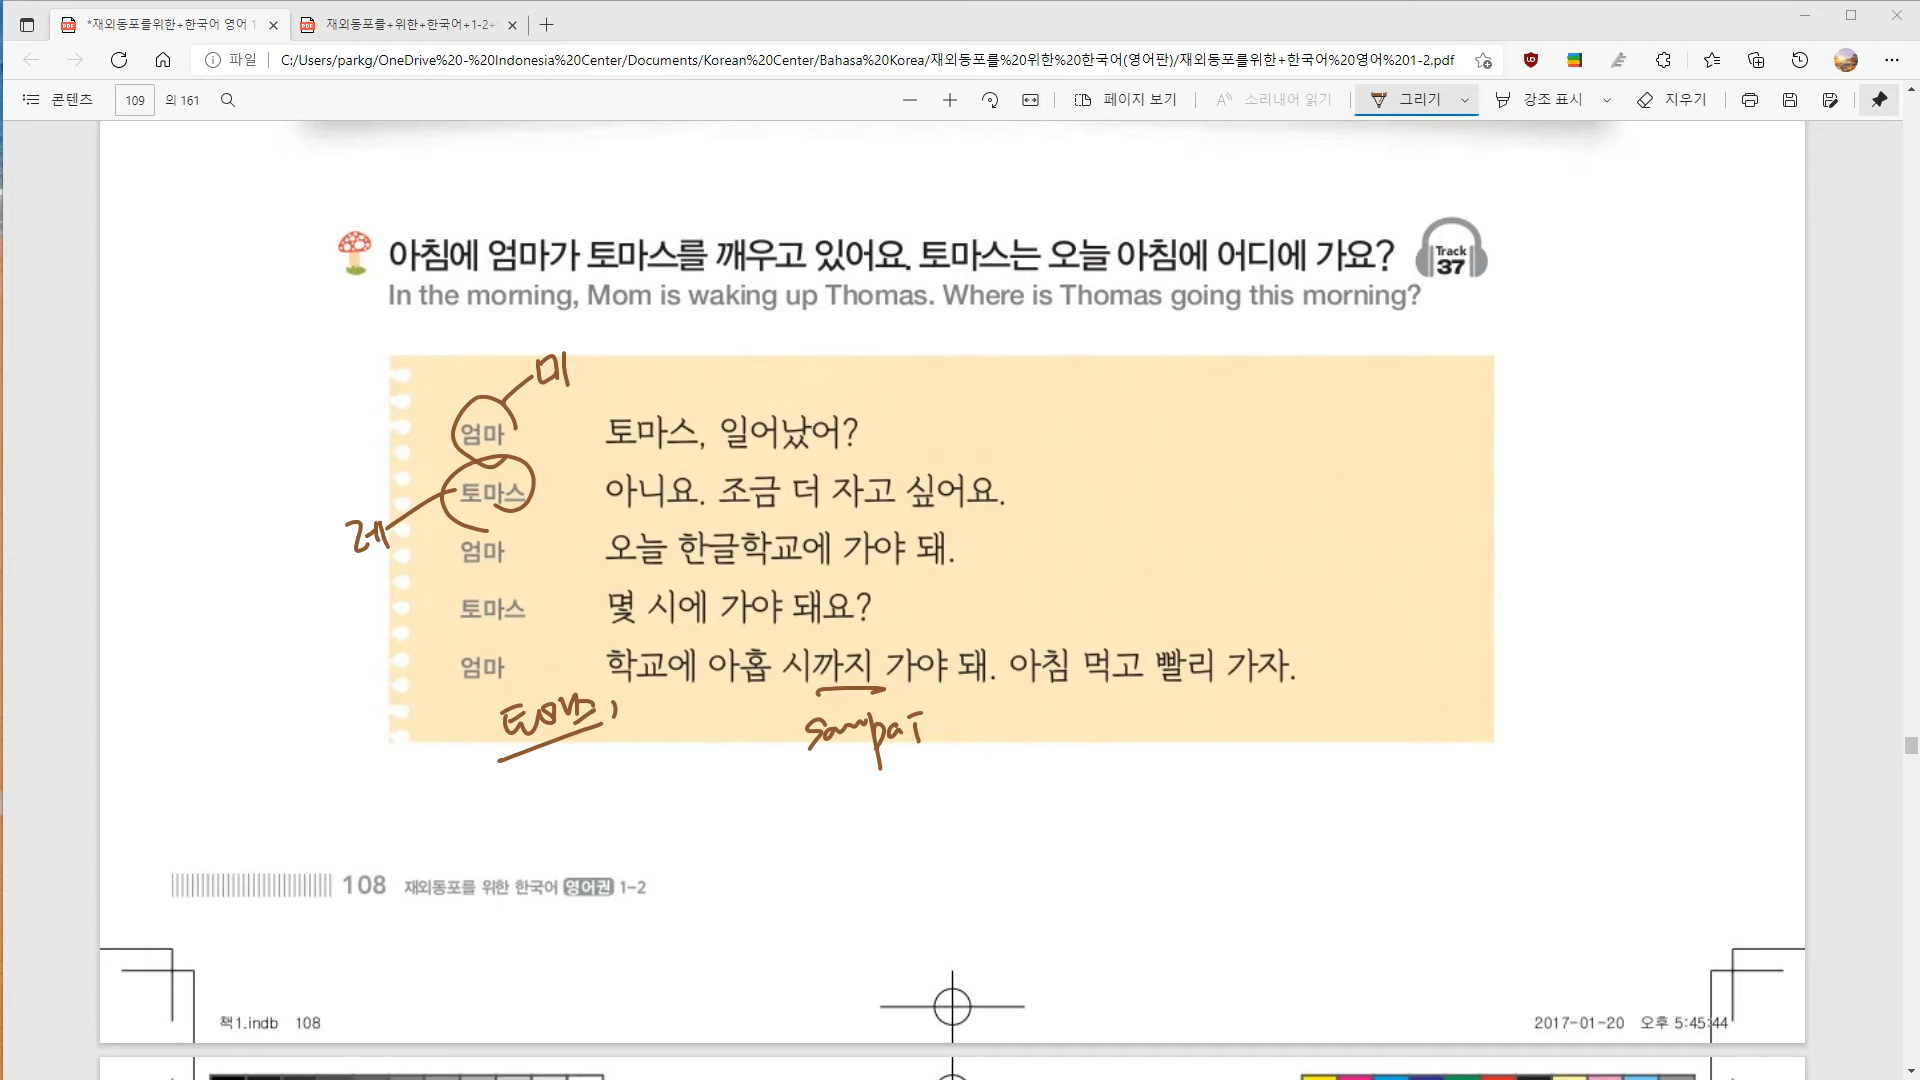 *재외동포를위한+한국어 영어 1
재외동포를+위한+한국어+1-2+
파일 C:/Users/parkg/OneDrive%20-%20Indonesia%20Center/Documents/Korean%20Center/Bahasa%20Korea/재외동포를%20위한%20한국어(영어판)/재외동포를위한+한국어%20영어%201-2.pdf
콘텐츠 109 의 161 페이지 보기 소리내어 읽기 그리기 강조 표시 지우기
아침에 엄마가 토마스를 깨우고 있어요. 토마스는 오늘 아침에 어디에 가요? Track 37
In the morning, Mom is waking up Thomas. Where is Thomas going this morning?
미
엄마 토마스, 일어났어?
토마스 아니요. 조금 더 자고 싶어요.
레
엄마 오늘 한글학교에 가야 돼.
토마스 몇 시에 가야 돼요?
엄마 학교에 아홉 시까지 가야 돼. 아침 먹고 빨리 가자.
sampai
108 재외동포를 위한 한국어 영어권 1-2
책1.indb 108
2017-01-20 오후 5:45:44